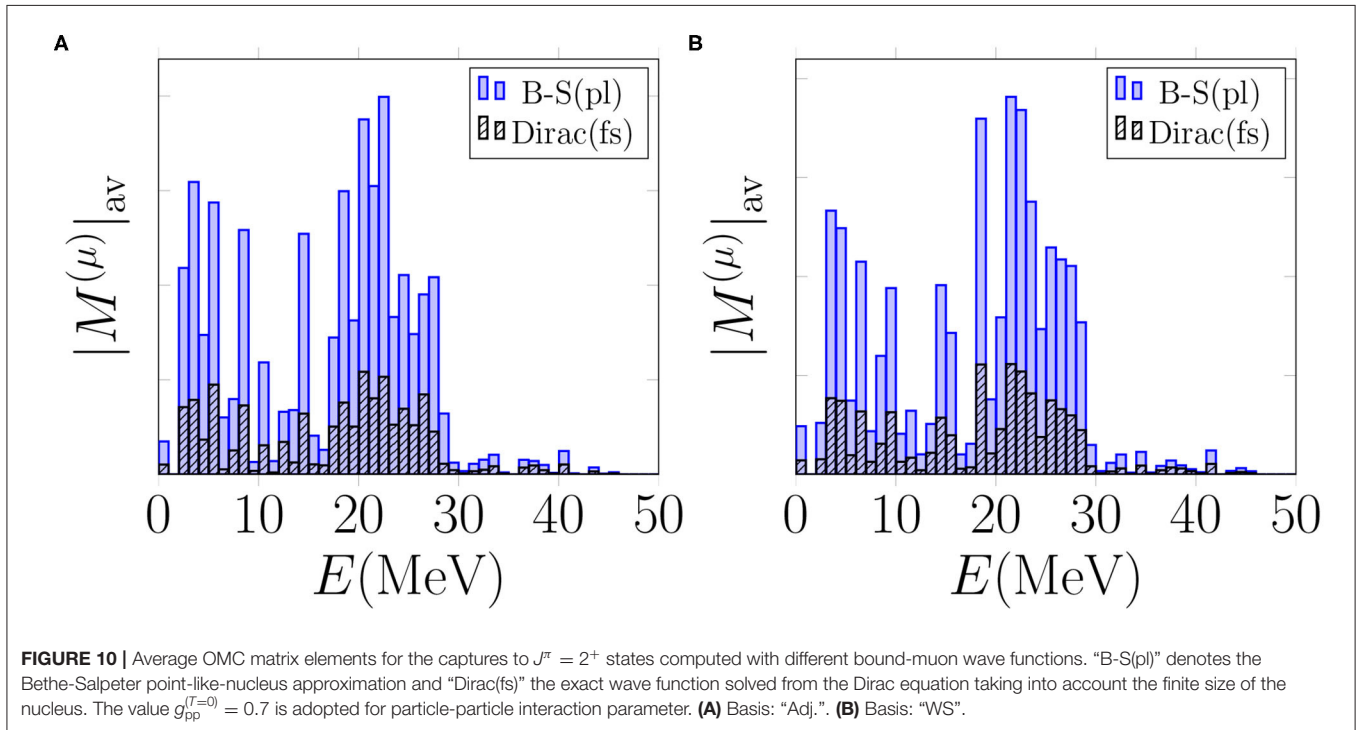 A
B-S(pl)
Dirac(fs)
|M^(μ)|_av
0 10 20 30 40 50
E(MeV)
B
B-S(pl)
Dirac(fs)
|M^(μ)|_av
0 10 20 30 40 50
E(MeV)
FIGURE 10 | Average OMC matrix elements for the captures to J^π = 2^+ states computed with different bound-muon wave functions. “B-S(pl)” denotes the
Bethe-Salpeter point-like-nucleus approximation and “Dirac(fs)” the exact wave function solved from the Dirac equation taking into account the finite size of the
nucleus. The value g_pp^(T=0) = 0.7 is adopted for particle-particle interaction parameter. (A) Basis: “Adj.”. (B) Basis: “WS”.